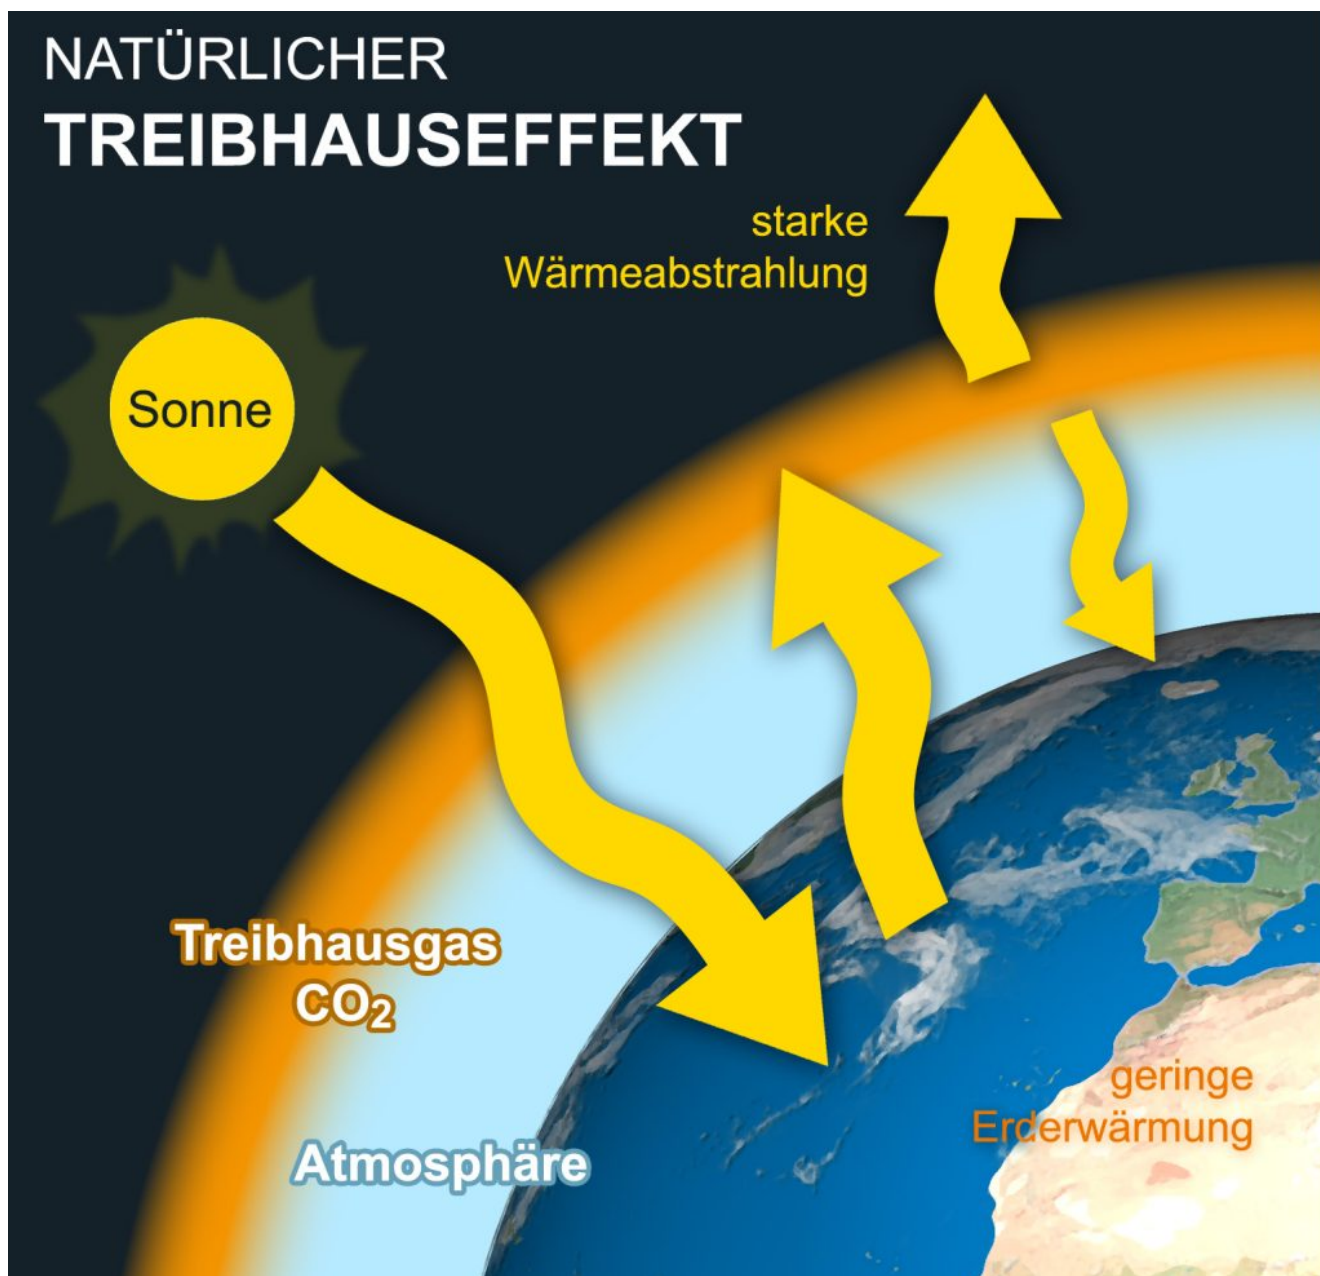 NATÜRLICHER
TREIBHAUSEFFEKT
starke
Wärmeabstrahlung
Sonne
Treibhausgas
CO₂
geringe
Erderwärmung
Atmosphäre